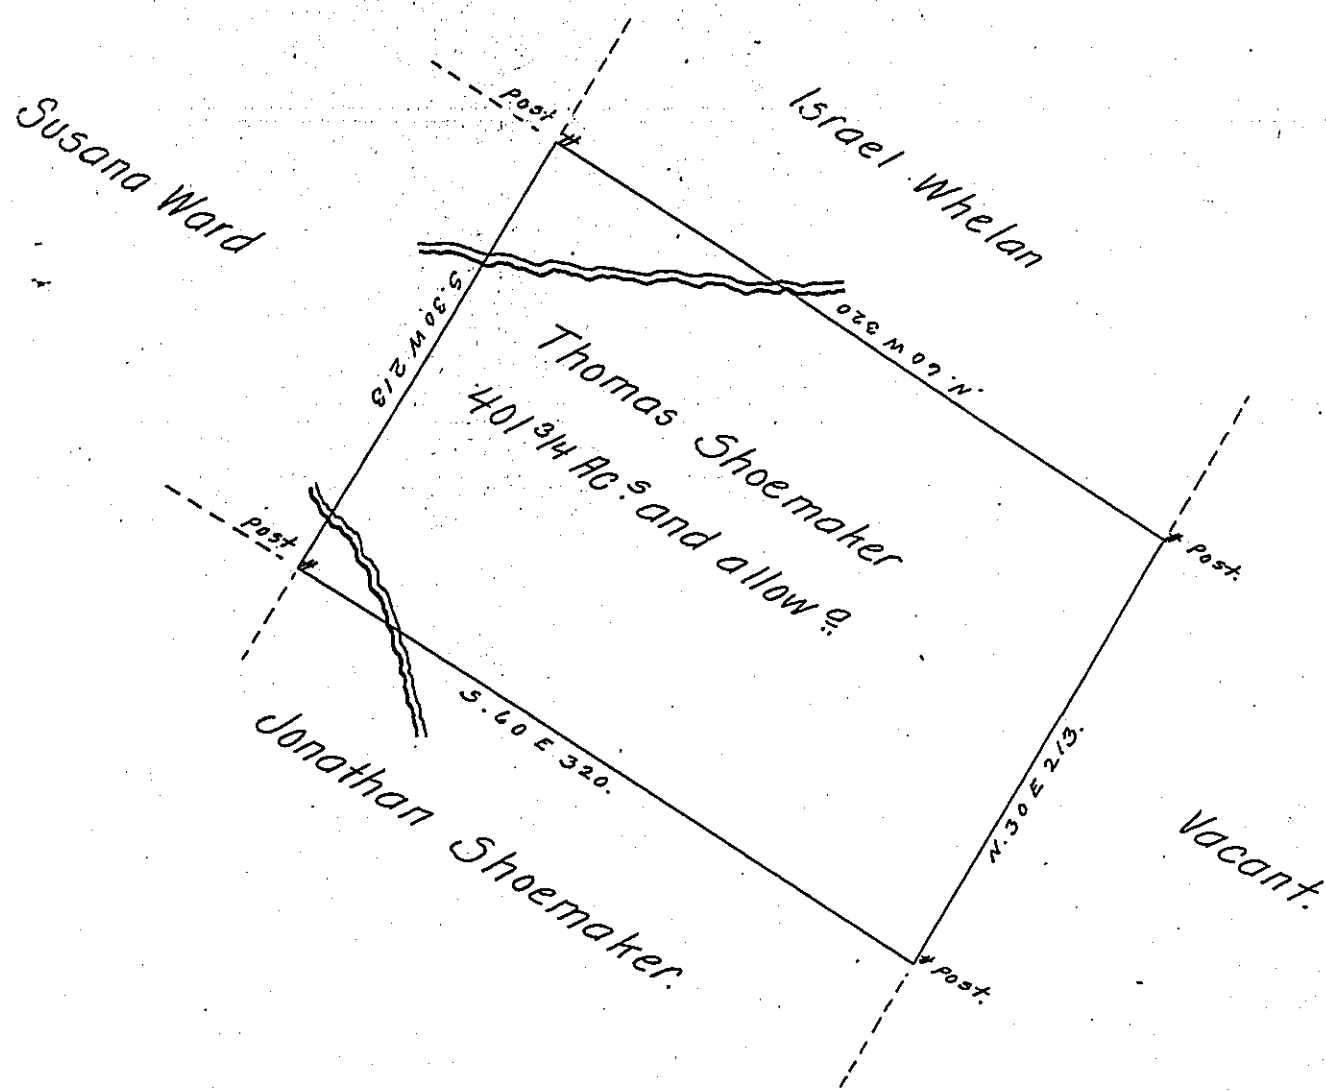 Post
Israel Whelan
Susana Ward
N. 60 W 320
S. 30 W 213
Thomas Shoemaker
401 3/4 Ac.s and allow.e
Post
Post.
S. 60 E 320.
N. 30 E 213.
Jonathan Shoemaker.
Vacant.
Post.